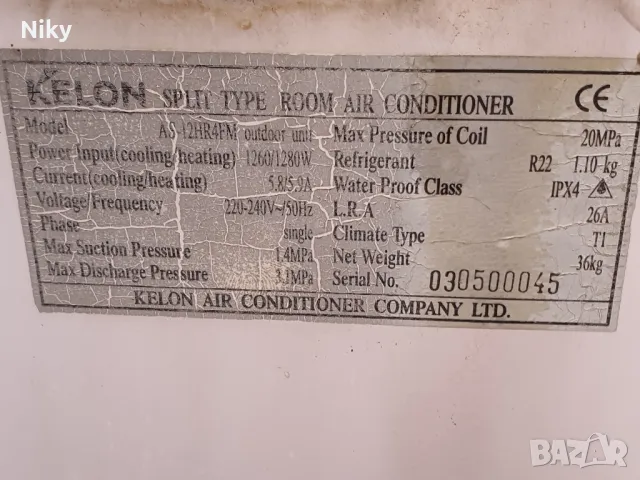 Niky
KELON SPLIT TYPE ROOM AIR CONDITIONER CE
Model AS-12HR4FM outdoor unit
Power Input(cooling/heating) 1260/1280W
Current(cooling/heating) 5.8/5.9A
Voltage/Frequency 220-240V~/50Hz
Phase single
Max Suction Pressure 1.4MPa
Max Discharge Pressure 3.1MPa
Max Pressure of Coil 20MPa
Refrigerant R22 1.10 kg
Water Proof Class IPX4
L.R.A 26A
Climate Type T1
Net Weight 36kg
Serial No. 030500045
KELON AIR CONDITIONER COMPANY LTD.
BAZAR